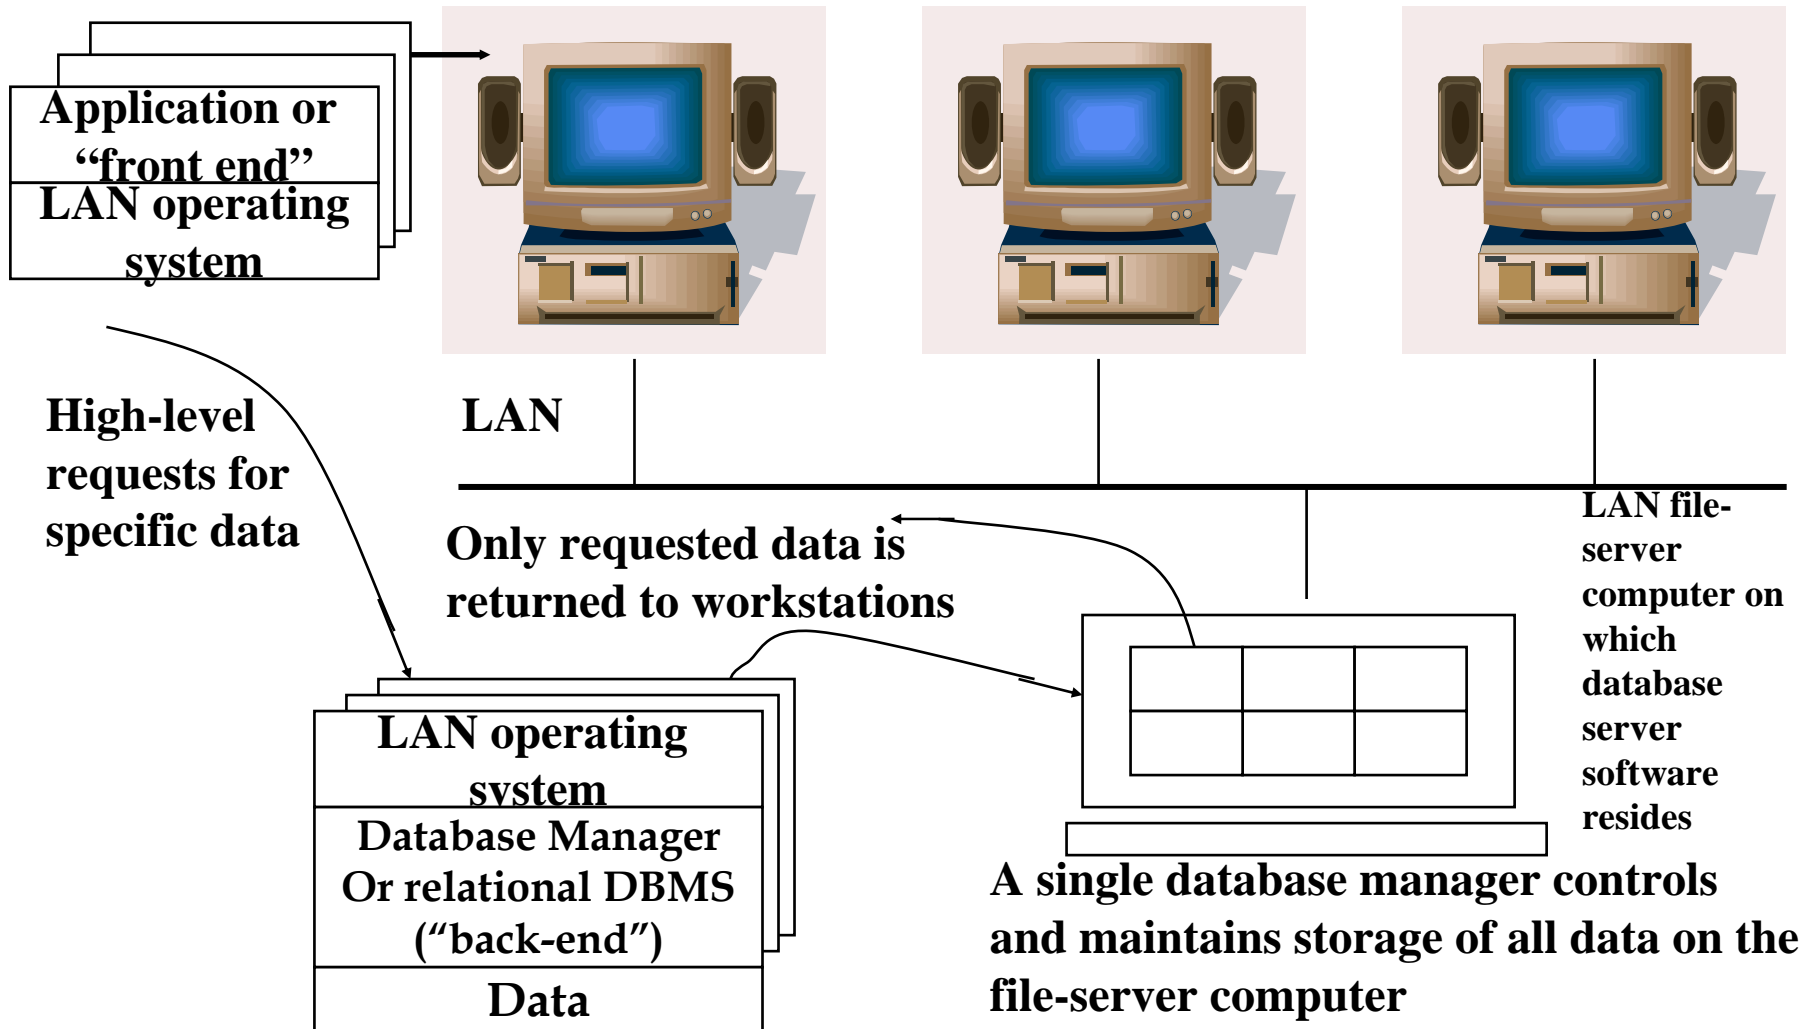 Application or
“front end”
LAN operating
system
High-level
requests for
specific data
LAN
Only requested data is
returned to workstations
LAN file-
server
computer on
which
database
server
software
resides
LAN operating
system
Database Manager
Or relational DBMS
(“back-end”)
Data
A single database manager controls
and maintains storage of all data on the
file-server computer